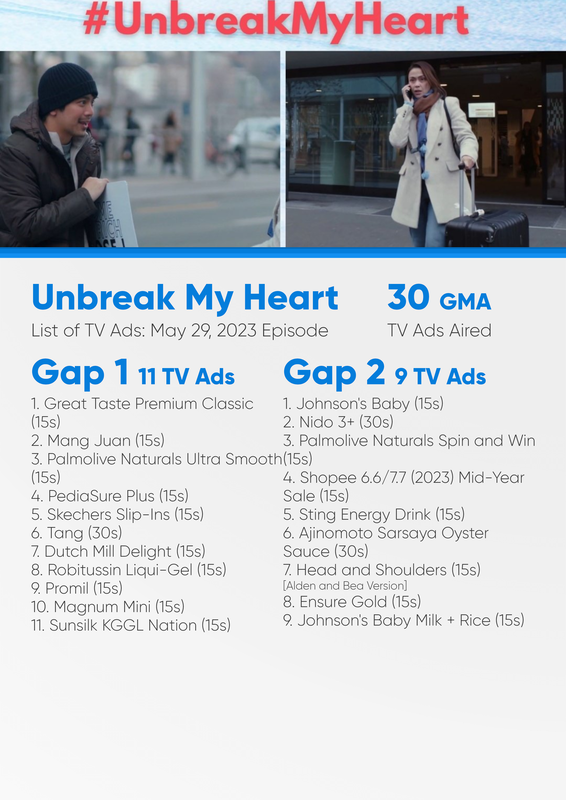 #UnbreakMyHeart
Unbreak My Heart
List of TV Ads: May 29, 2023 Episode
30 GMA
TV Ads Aired
Gap 1 11 TV Ads
1. Great Taste Premium Classic
(15s)
2. Mang Juan (15s)
3. Palmolive Naturals Ultra Smooth
(15s)
4. PediaSure Plus (15s)
5. Skechers Slip-Ins (15s)
6. Tang (30s)
7. Dutch Mill Delight (15s)
8. Robitussin Liqui-Gel (15s)
9. Promil (15s)
10. Magnum Mini (15s)
11. Sunsilk KGGL Nation (15s)
Gap 2 9 TV Ads
1. Johnson's Baby (15s)
2. Nido 3+ (30s)
3. Palmolive Naturals Spin and Win
(15s)
4. Shopee 6.6/7.7 (2023) Mid-Year
Sale (15s)
5. Sting Energy Drink (15s)
6. Ajinomoto Sarsaya Oyster
Sauce (30s)
7. Head and Shoulders (15s)
[Alden and Bea Version]
8. Ensure Gold (15s)
9. Johnson's Baby Milk + Rice (15s)